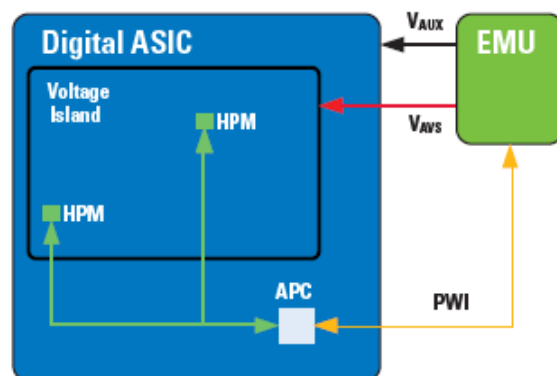 Digital ASIC
Voltage
Island
HPM
HPM
APC
VAUX
EMU
VAVS
PWI